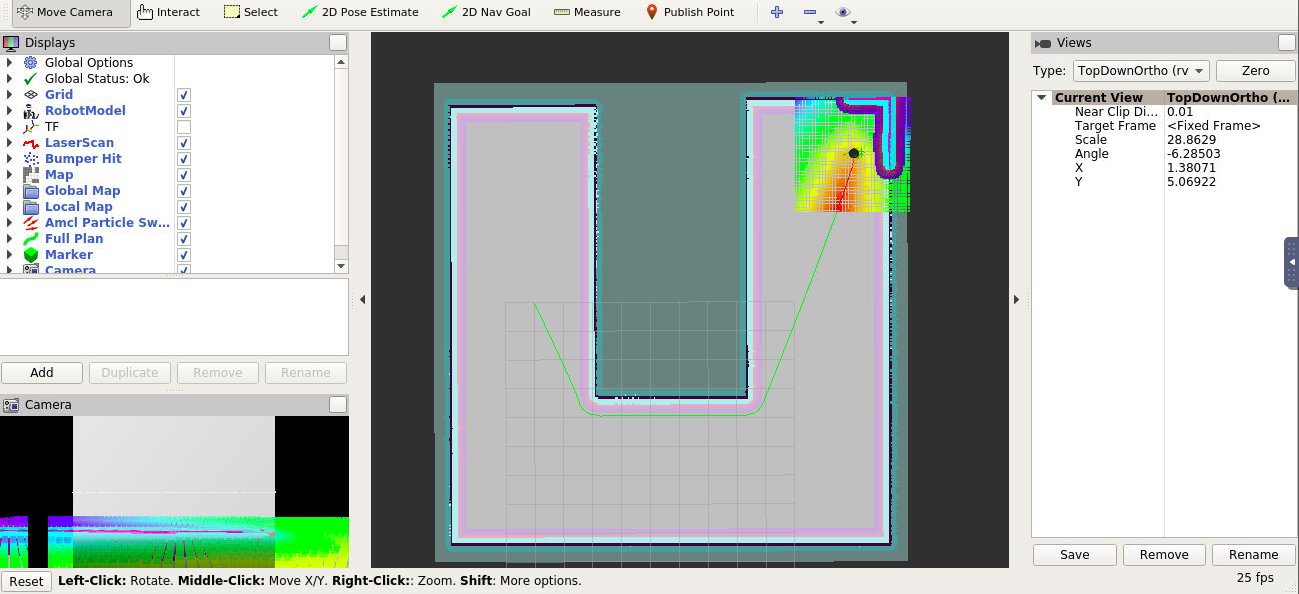 Move Camera Interact Select 2D Pose Estimate 2D Nav Goal Measure Publish Point
Displays
Global Options
Global Status: Ok
Grid
RobotModel
TF
LaserScan
Bumper Hit
Map
Global Map
Local Map
Amcl Particle Sw...
Full Plan
Marker
Camera
Add Duplicate Remove Rename
Camera
Views
Type: TopDownOrtho (rv Zero
Current View TopDownOrtho (...
Near Clip Di... 0.01
Target Frame <Fixed Frame>
Scale 28.8629
Angle -6.28503
X 1.38071
Y 5.06922
Save Remove Rename
Reset Left-Click: Rotate. Middle-Click: Move X/Y. Right-Click:: Zoom. Shift: More options. 25 fps